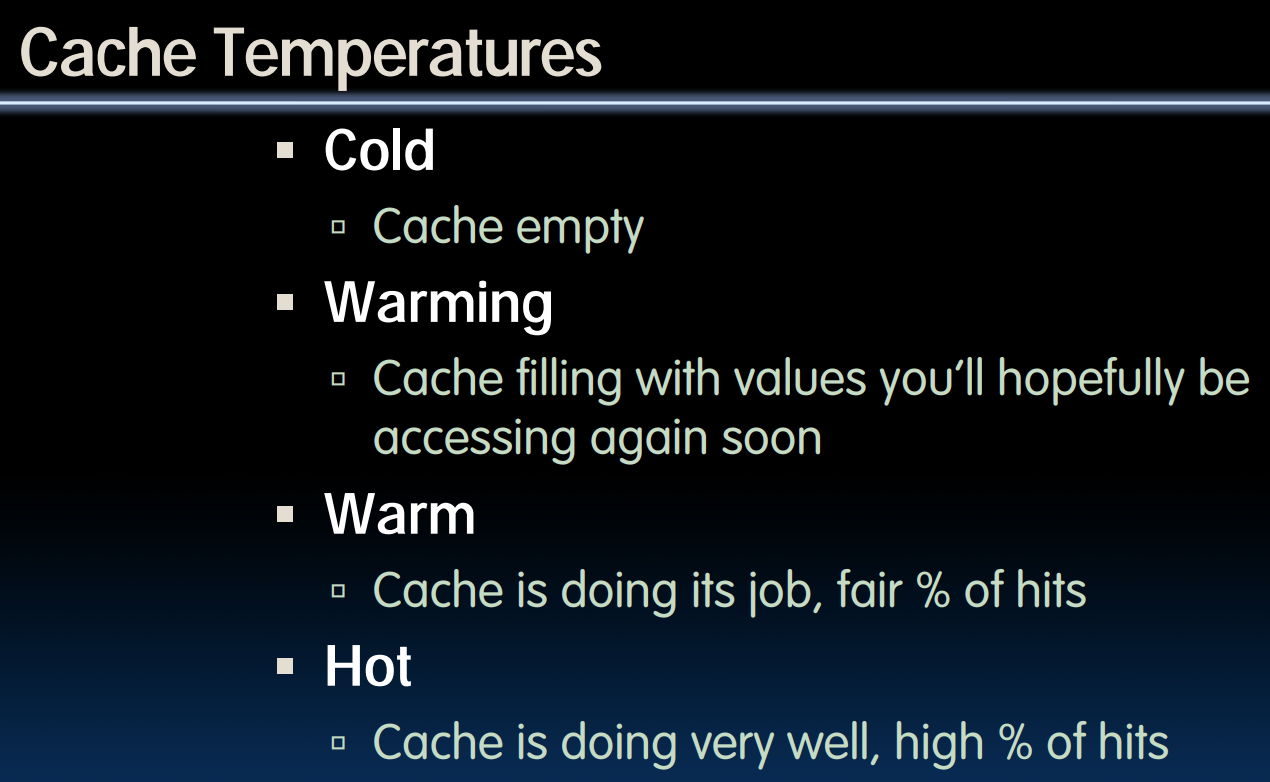 Cache Temperatures
Cold
Cache empty
Warming
Cache filling with values you’ll hopefully be
accessing again soon
Warm
Cache is doing its job, fair % of hits
Hot
Cache is doing very well, high % of hits